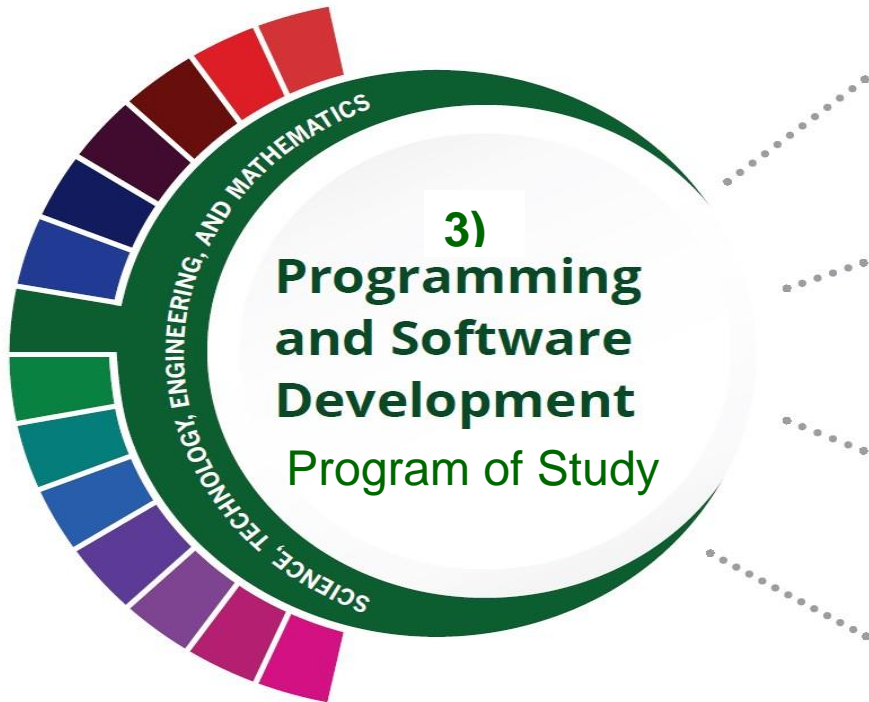 3)
Programming
and Software
Development
Program of Study
SCIENCE, TECHNOLOGY, ENGINEERING, AND MATHEMATICS